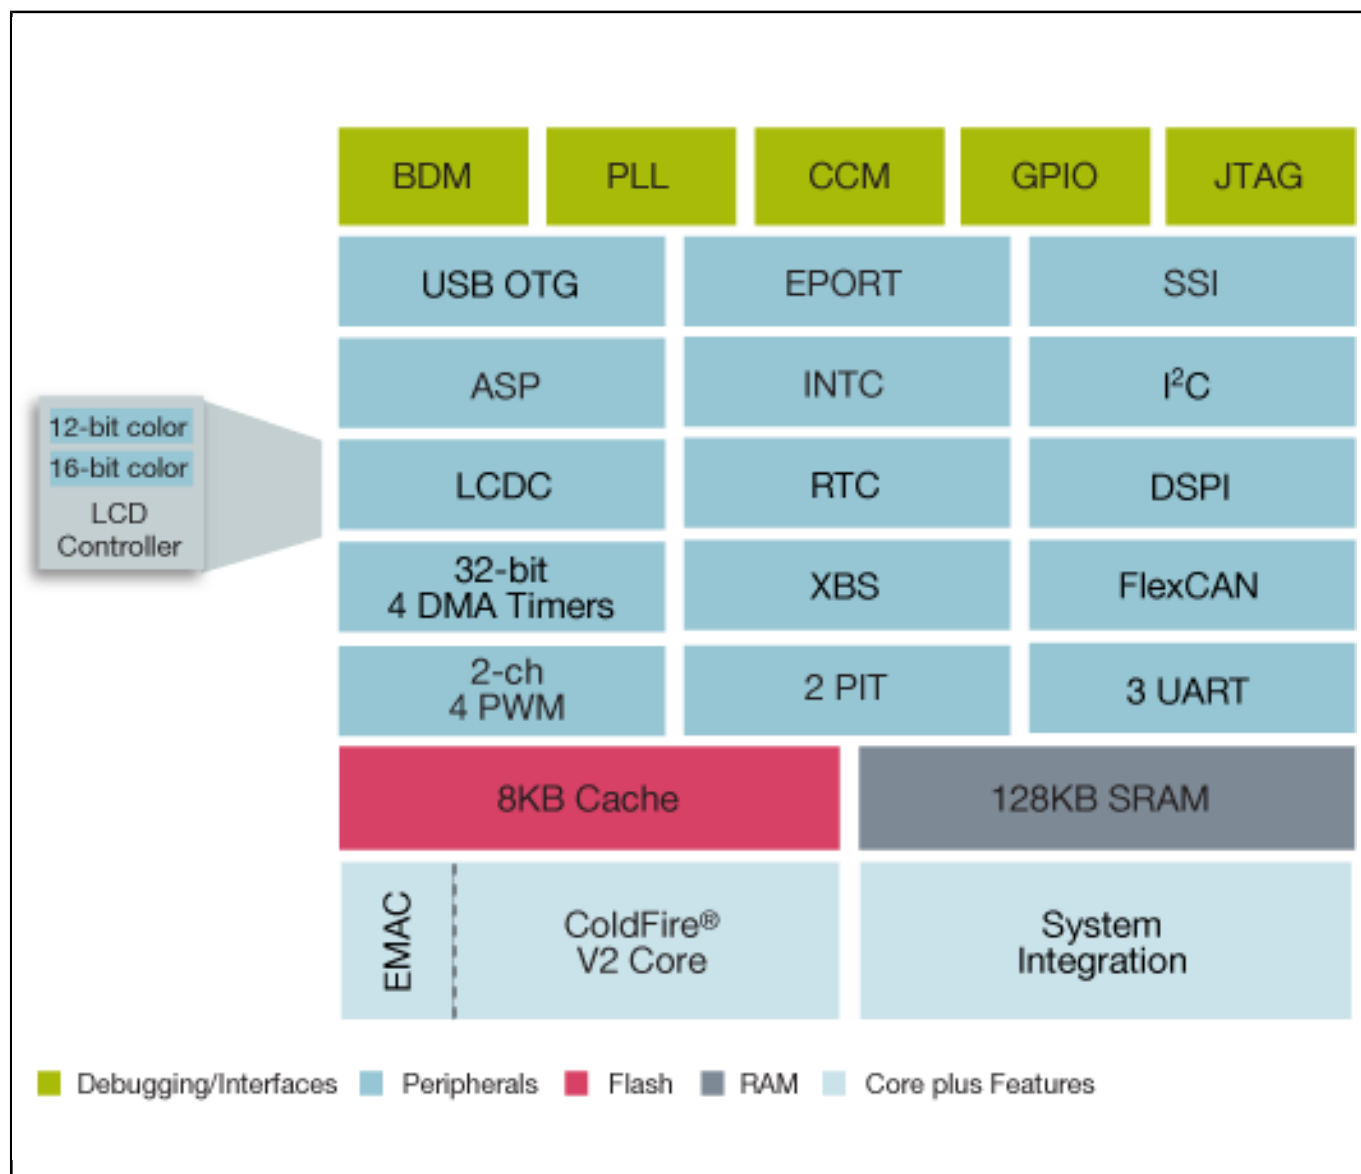 BDM
PLL
CCM
GPIO
JTAG
USB OTG
EPORT
SSI
ASP
INTC
I²C
12-bit color
16-bit color
LCD
Controller
LCDC
RTC
DSPI
32-bit
4 DMA Timers
XBS
FlexCAN
2-ch
4 PWM
2 PIT
3 UART
8KB Cache
128KB SRAM
EMAC
ColdFire®
V2 Core
System
Integration
Debugging/Interfaces
Peripherals
Flash
RAM
Core plus Features